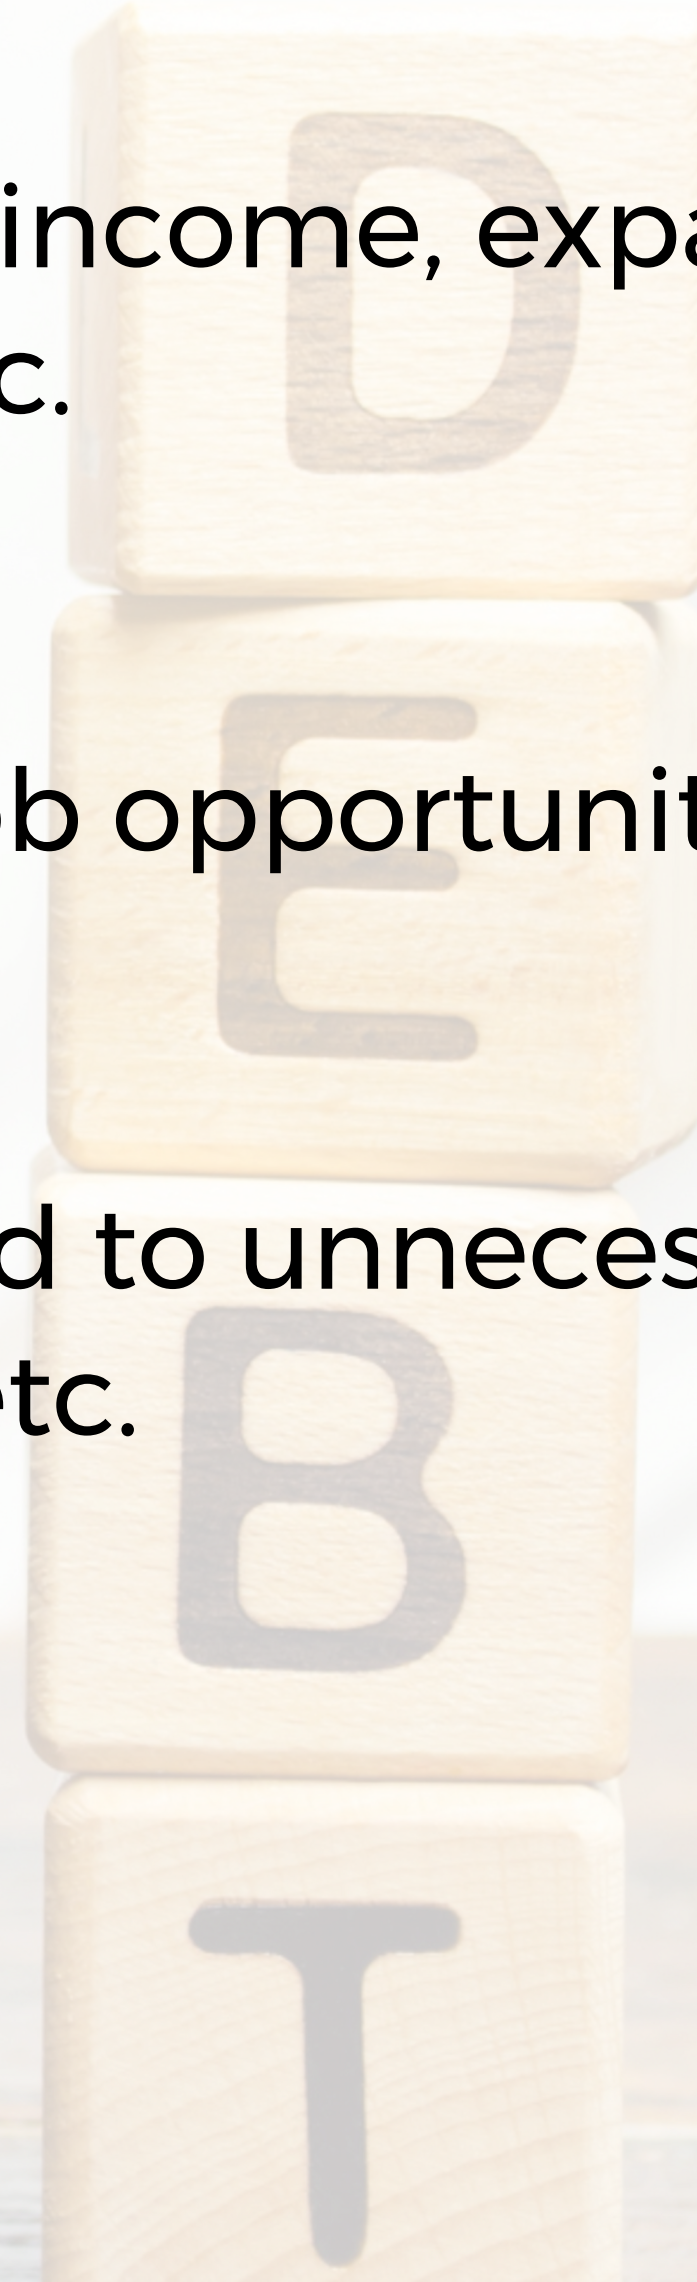 D
income, expa
c.
E
b opportunit
B
d to unneces
etc.
T